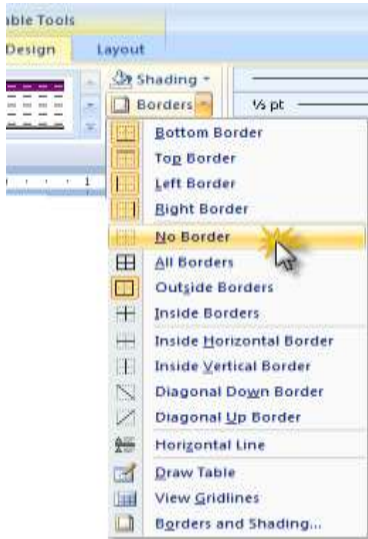 able Tools
Design Layout
Shading
Borders ½ pt
1
Bottom Border
Top Border
Left Border
Right Border
No Border
All Borders
Outside Borders
Inside Borders
Inside Horizontal Border
Inside Vertical Border
Diagonal Down Border
Diagonal Up Border
Horizontal Line
Draw Table
View Gridlines
Borders and Shading...